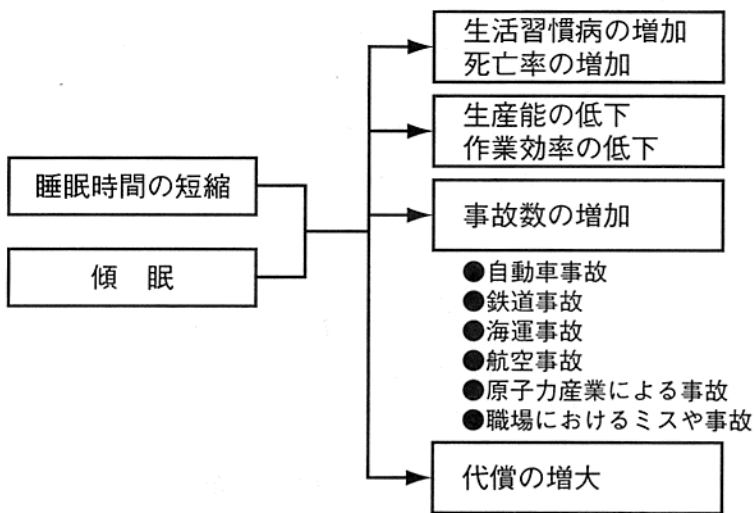 睡眠時間の短縮
傾 眠
生活習慣病の増加
死亡率の増加
生産能の低下
作業効率の低下
事故数の増加
●自動車事故
●鉄道事故
●海運事故
●航空事故
●原子力産業による事故
●職場におけるミスや事故
代償の増大